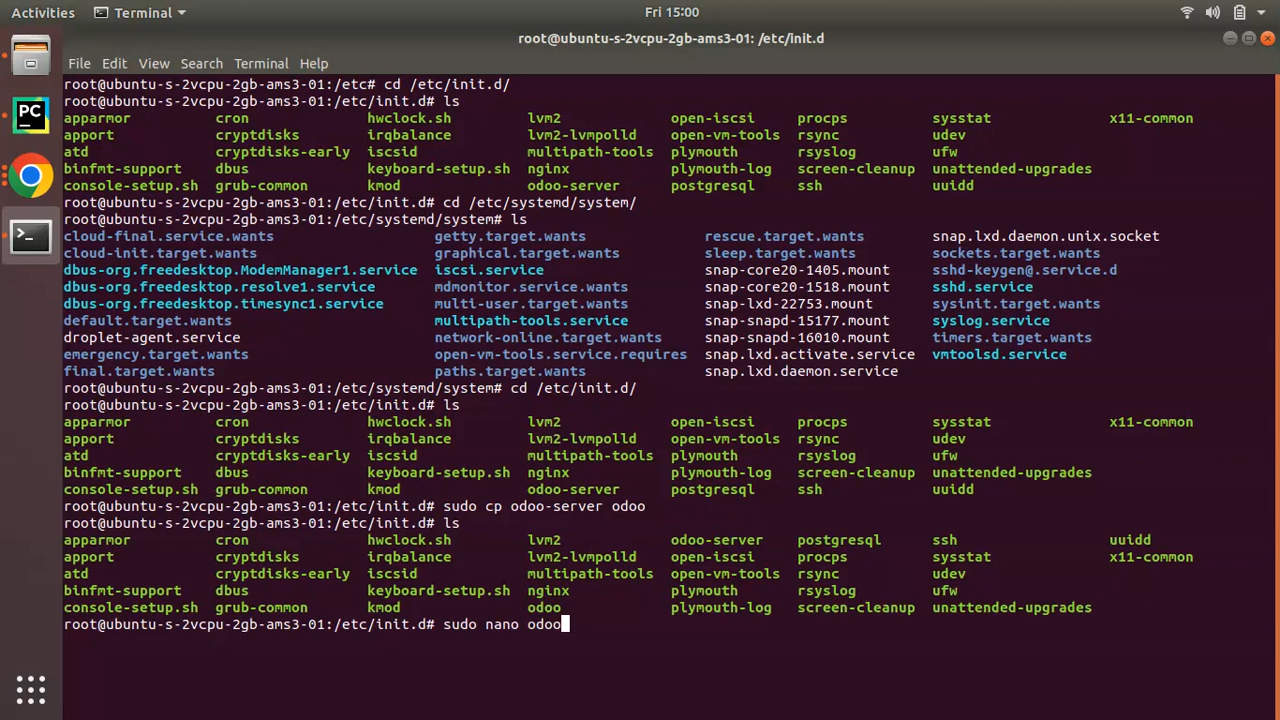 Activities Terminal Fri 15:00
root@ubuntu-s-2vcpu-2gb-ams3-01: /etc/init.d
File Edit View Search Terminal Help
root@ubuntu-s-2vcpu-2gb-ams3-01:/etc# cd /etc/init.d/
root@ubuntu-s-2vcpu-2gb-ams3-01:/etc/init.d# ls
apparmor cron hwclock.sh lvm2 open-iscsi procps sysstat x11-common
apport cryptdisks irqbalance lvm2-lvmpolld open-vm-tools rsync udev
atd cryptdisks-early iscsid multipath-tools plymouth rsyslog ufw
binfmt-support dbus keyboard-setup.sh nginx plymouth-log screen-cleanup unattended-upgrades
console-setup.sh grub-common kmod odoo-server postgresql ssh uuidd
root@ubuntu-s-2vcpu-2gb-ams3-01:/etc/init.d# cd /etc/systemd/system/
root@ubuntu-s-2vcpu-2gb-ams3-01:/etc/systemd/system# ls
cloud-final.service.wants getty.target.wants rescue.target.wants snap.lxd.daemon.unix.socket
cloud-init.target.wants graphical.target.wants sleep.target.wants sockets.target.wants
dbus-org.freedesktop.ModemManager1.service iscsi.service snap-core20-1405.mount sshd-keygen@.service.d
dbus-org.freedesktop.resolve1.service mdmonitor.service.wants snap-core20-1518.mount sshd.service
dbus-org.freedesktop.timesync1.service multi-user.target.wants snap-lxd-22753.mount sysinit.target.wants
default.target.wants multipath-tools.service snap-snapd-15177.mount syslog.service
droplet-agent.service network-online.target.wants snap-snapd-16010.mount timers.target.wants
emergency.target.wants open-vm-tools.service.requires snap.lxd.activate.service vmtoolsd.service
final.target.wants paths.target.wants snap.lxd.daemon.service
root@ubuntu-s-2vcpu-2gb-ams3-01:/etc/systemd/system# cd /etc/init.d/
root@ubuntu-s-2vcpu-2gb-ams3-01:/etc/init.d# ls
apparmor cron hwclock.sh lvm2 open-iscsi procps sysstat x11-common
apport cryptdisks irqbalance lvm2-lvmpolld open-vm-tools rsync udev
atd cryptdisks-early iscsid multipath-tools plymouth rsyslog ufw
binfmt-support dbus keyboard-setup.sh nginx plymouth-log screen-cleanup unattended-upgrades
console-setup.sh grub-common kmod odoo-server postgresql ssh uuidd
root@ubuntu-s-2vcpu-2gb-ams3-01:/etc/init.d# sudo cp odoo-server odoo
root@ubuntu-s-2vcpu-2gb-ams3-01:/etc/init.d# ls
apparmor cron hwclock.sh lvm2 odoo-server postgresql ssh uuidd
apport cryptdisks irqbalance lvm2-lvmpolld open-iscsi procps sysstat x11-common
atd cryptdisks-early iscsid multipath-tools open-vm-tools rsync udev
binfmt-support dbus keyboard-setup.sh nginx plymouth rsyslog ufw
console-setup.sh grub-common kmod odoo plymouth-log screen-cleanup unattended-upgrades
root@ubuntu-s-2vcpu-2gb-ams3-01:/etc/init.d# sudo nano odoo
PC
>_